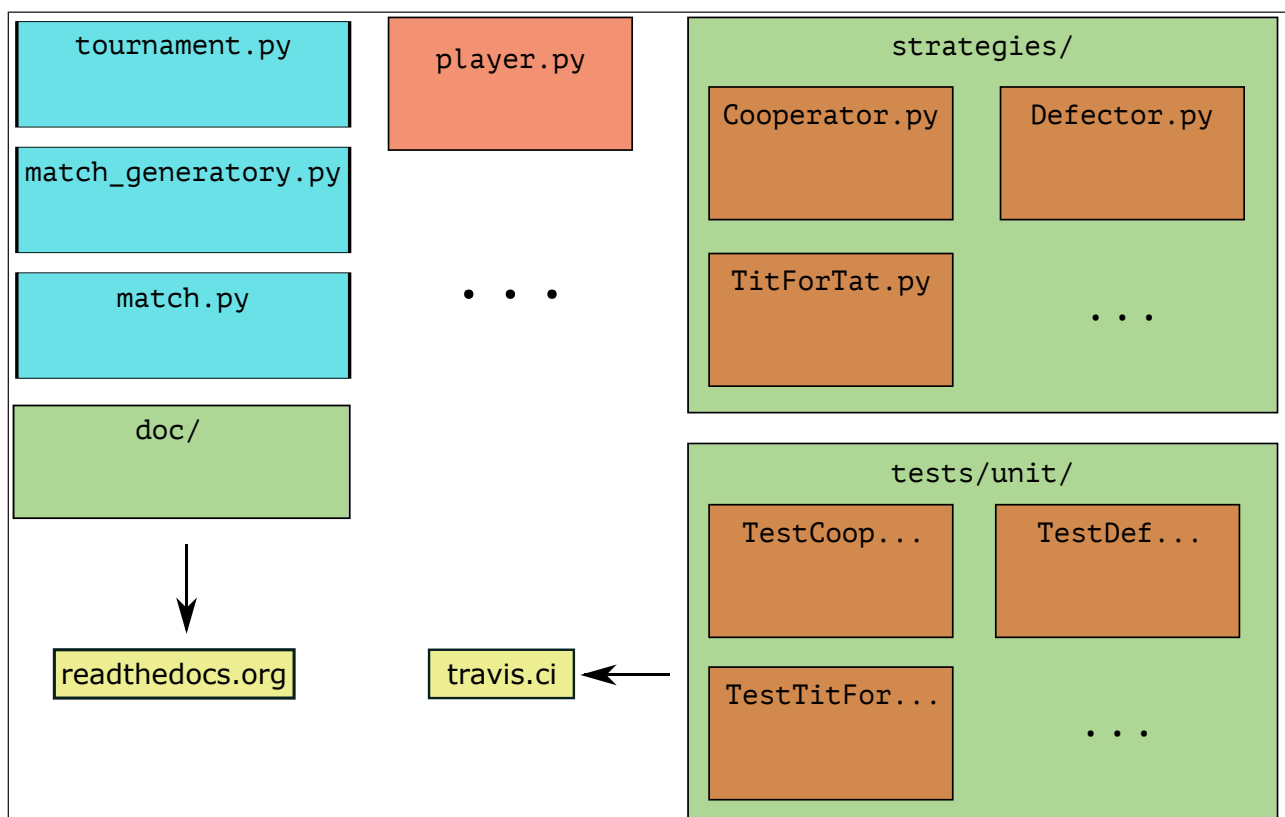 tournament.py
match_generatory.py
match.py
doc/
readthedocs.org
player.py
. . .
travis.ci
strategies/
Cooperator.py
Defector.py
TitForTat.py
...
tests/unit/
TestCoop...
TestDef...
TestTitFor...
...